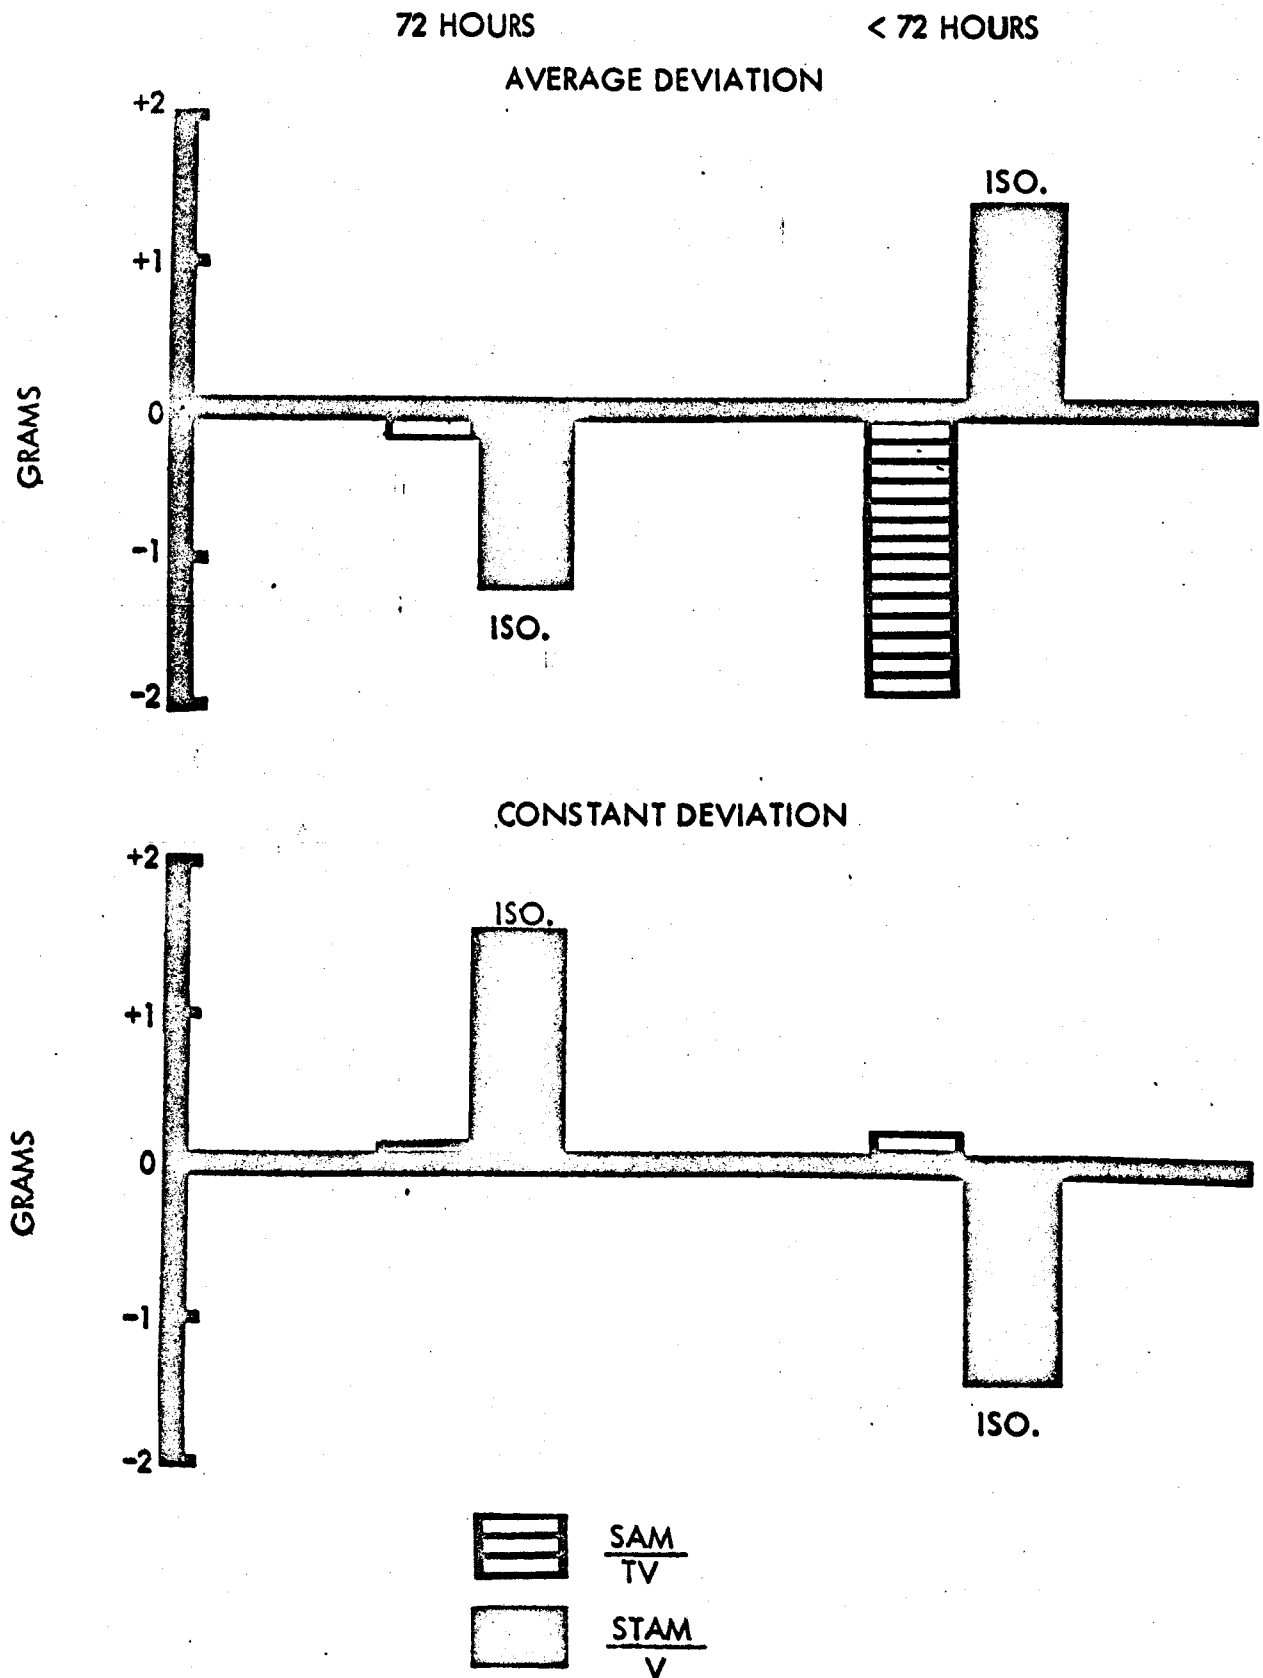 72 HOURS < 72 HOURS
AVERAGE DEVIATION
+2
ISO.
+1
0
GRAMS
-1
ISO.
-2
CONSTANT DEVIATION
+2
ISO.
+1
0
GRAMS
-1
ISO.
-2
SAM
TV
STAM
V